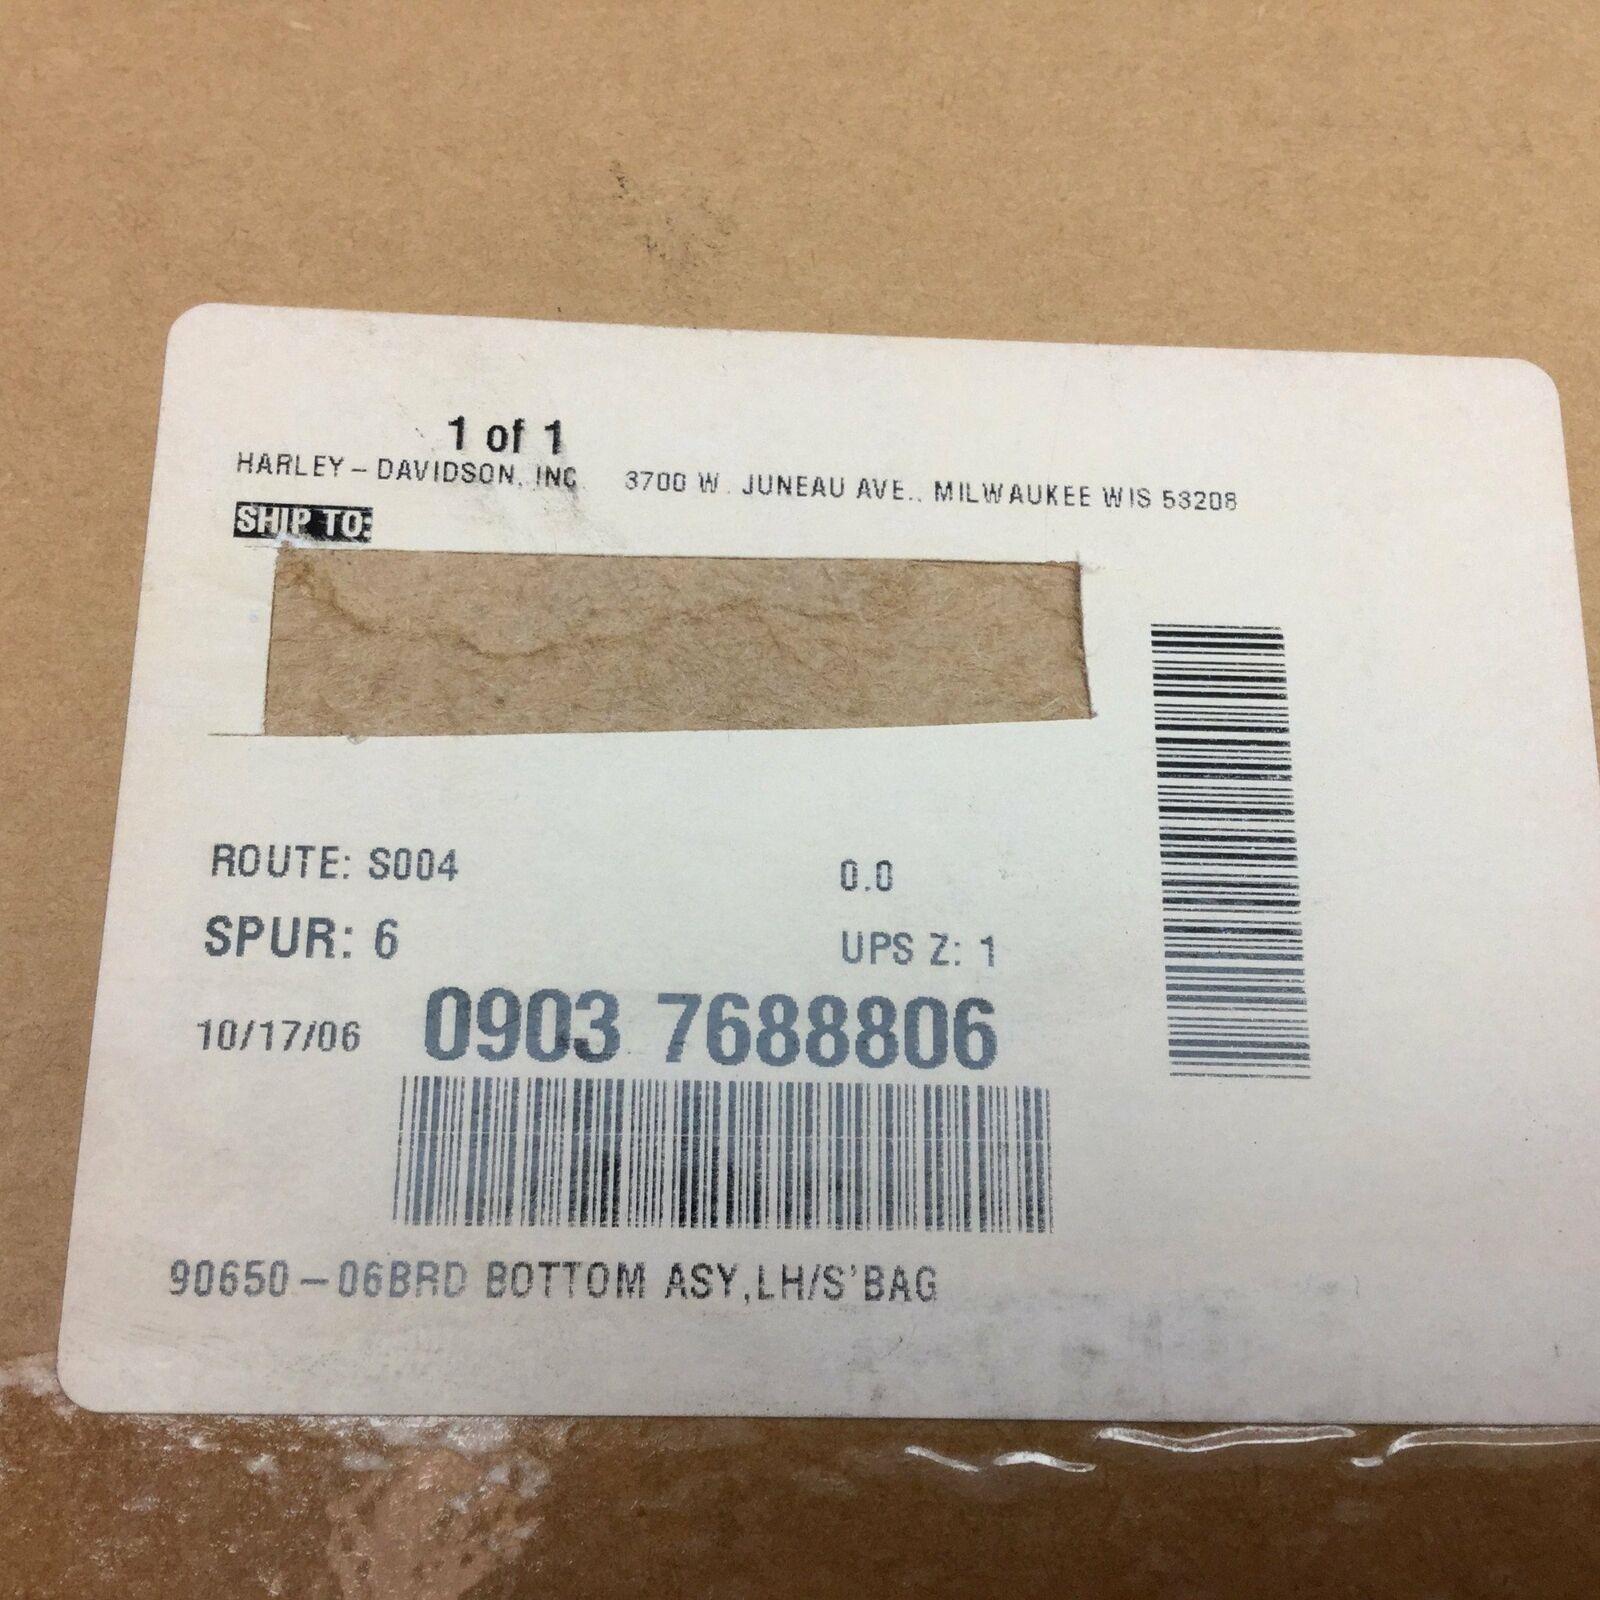 1 of 1
HARLEY-DAVIDSON, INC. 3700 W. JUNEAU AVE., MILWAUKEE WIS 53208
SHIP TO:
ROUTE: S004 0.0
SPUR: 6 UPS Z: 1
10/17/06 0903 7688806
90650-06BRD BOTTOM ASY,LH/S'BAG